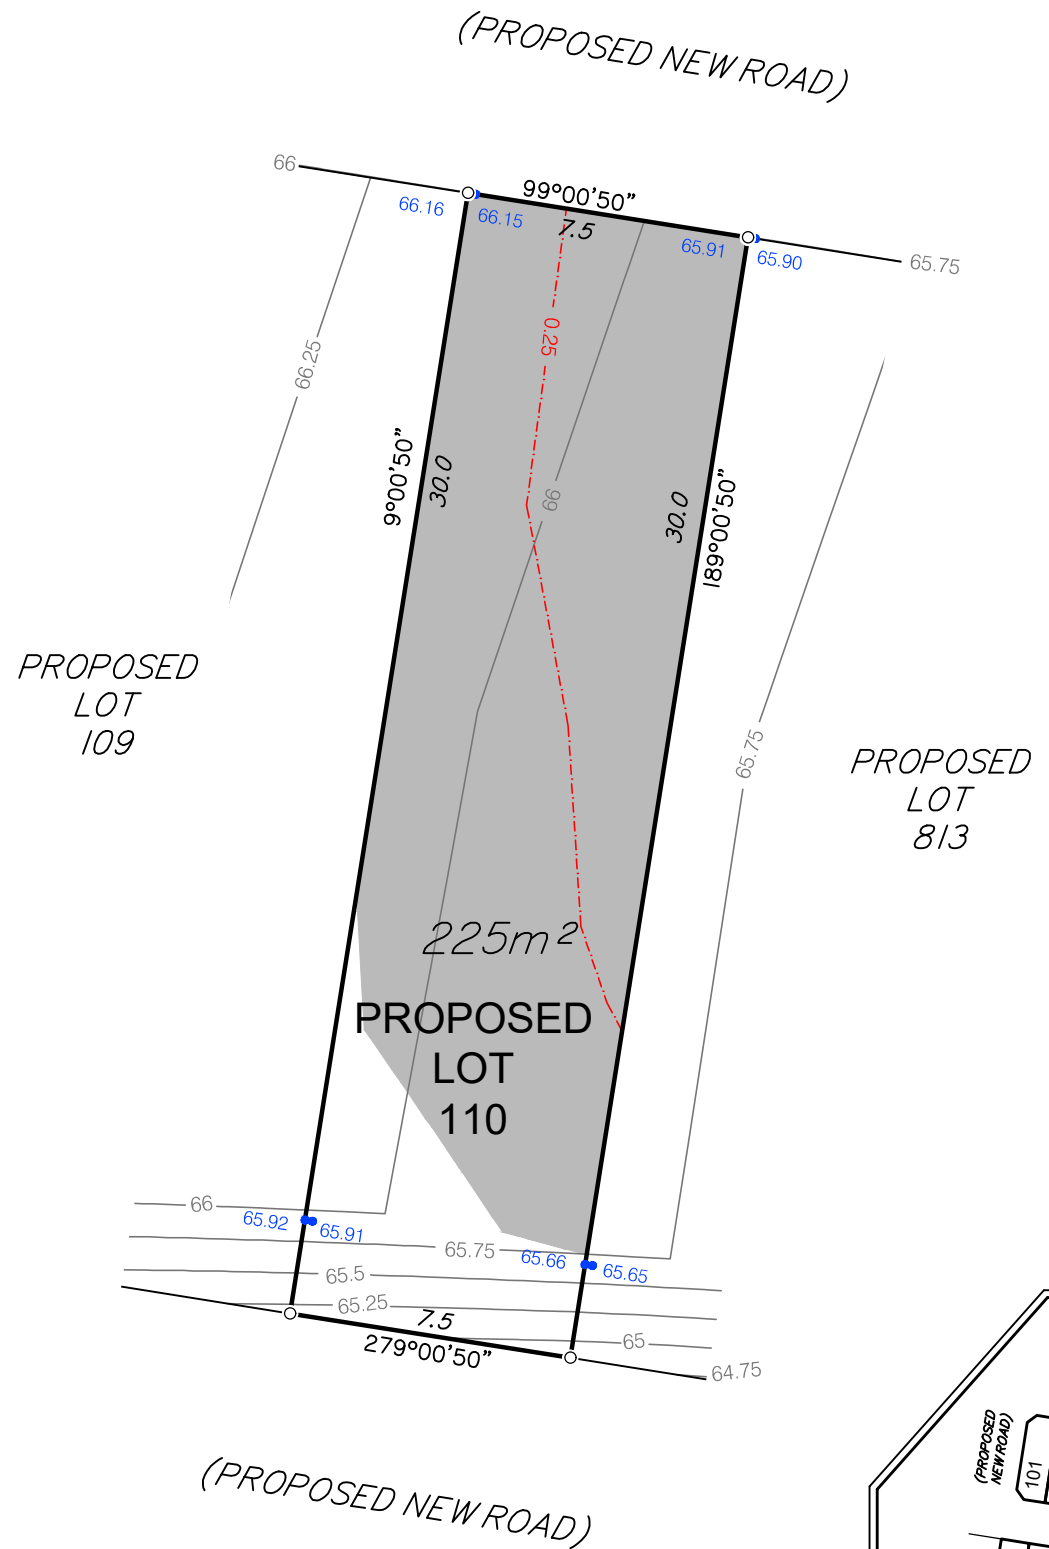 (PROPOSED NEW ROAD)
66
99°00'50"
66.16
66.15
7.5
65.91
65.90
65.75
0.25
66.25
9°00'50"
30.0
66
30.0
189°00'50"
PROPOSED
LOT
109
65.75
PROPOSED
LOT
813
225m²
PROPOSED
LOT
110
66
65.92
65.91
65.75
65.66
65.65
65.5
65.25
7.5
279°00'50"
65
64.75
(PROPOSED
NEW ROAD)
101
(PROPOSED NEW ROAD)